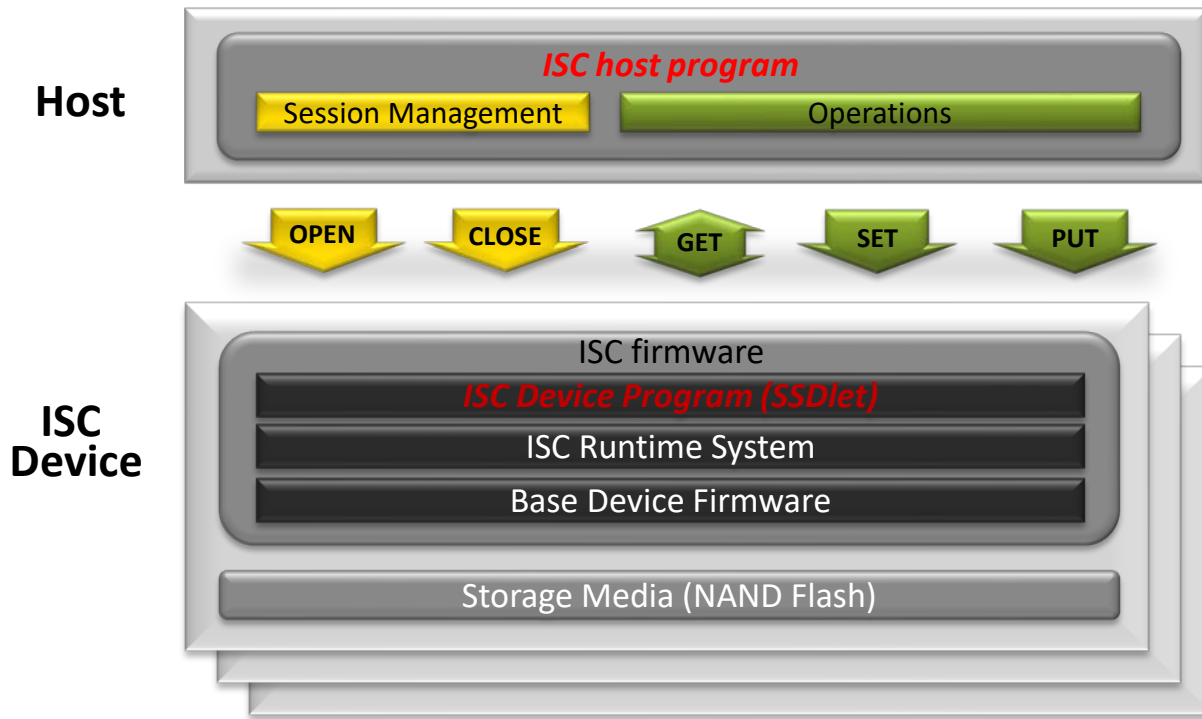 Host
ISC host program
Session Management
Operations
OPEN
CLOSE
GET
SET
PUT
ISC
Device
ISC firmware
ISC Device Program (SSDlet)
ISC Runtime System
Base Device Firmware
Storage Media (NAND Flash)